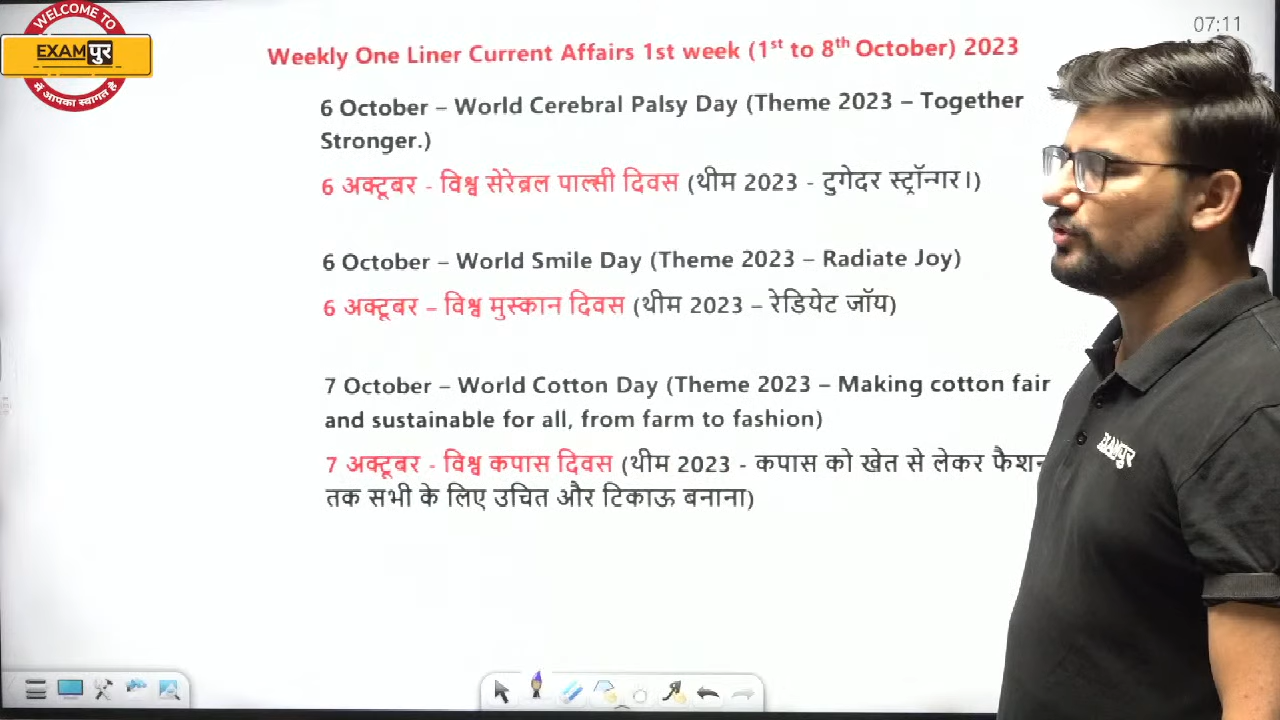 WELCOME TO
EXAMपुर
में आपका स्वागत है
07:11
Weekly One Liner Current Affairs 1st week (1st to 8th October) 2023
6 October – World Cerebral Palsy Day (Theme 2023 – Together
Stronger.)
6 अक्टूबर - विश्व सेरेब्रल पाल्सी दिवस (थीम 2023 - टुगेदर स्ट्रॉन्गर।)
6 October – World Smile Day (Theme 2023 – Radiate Joy)
6 अक्टूबर – विश्व मुस्कान दिवस (थीम 2023 – रेडियेट जॉय)
7 October – World Cotton Day (Theme 2023 – Making cotton fair
and sustainable for all, from farm to fashion)
7 अक्टूबर - विश्व कपास दिवस (थीम 2023 - कपास को खेत से लेकर फैशन
तक सभी के लिए उचित और टिकाऊ बनाना)
EXAMपुर